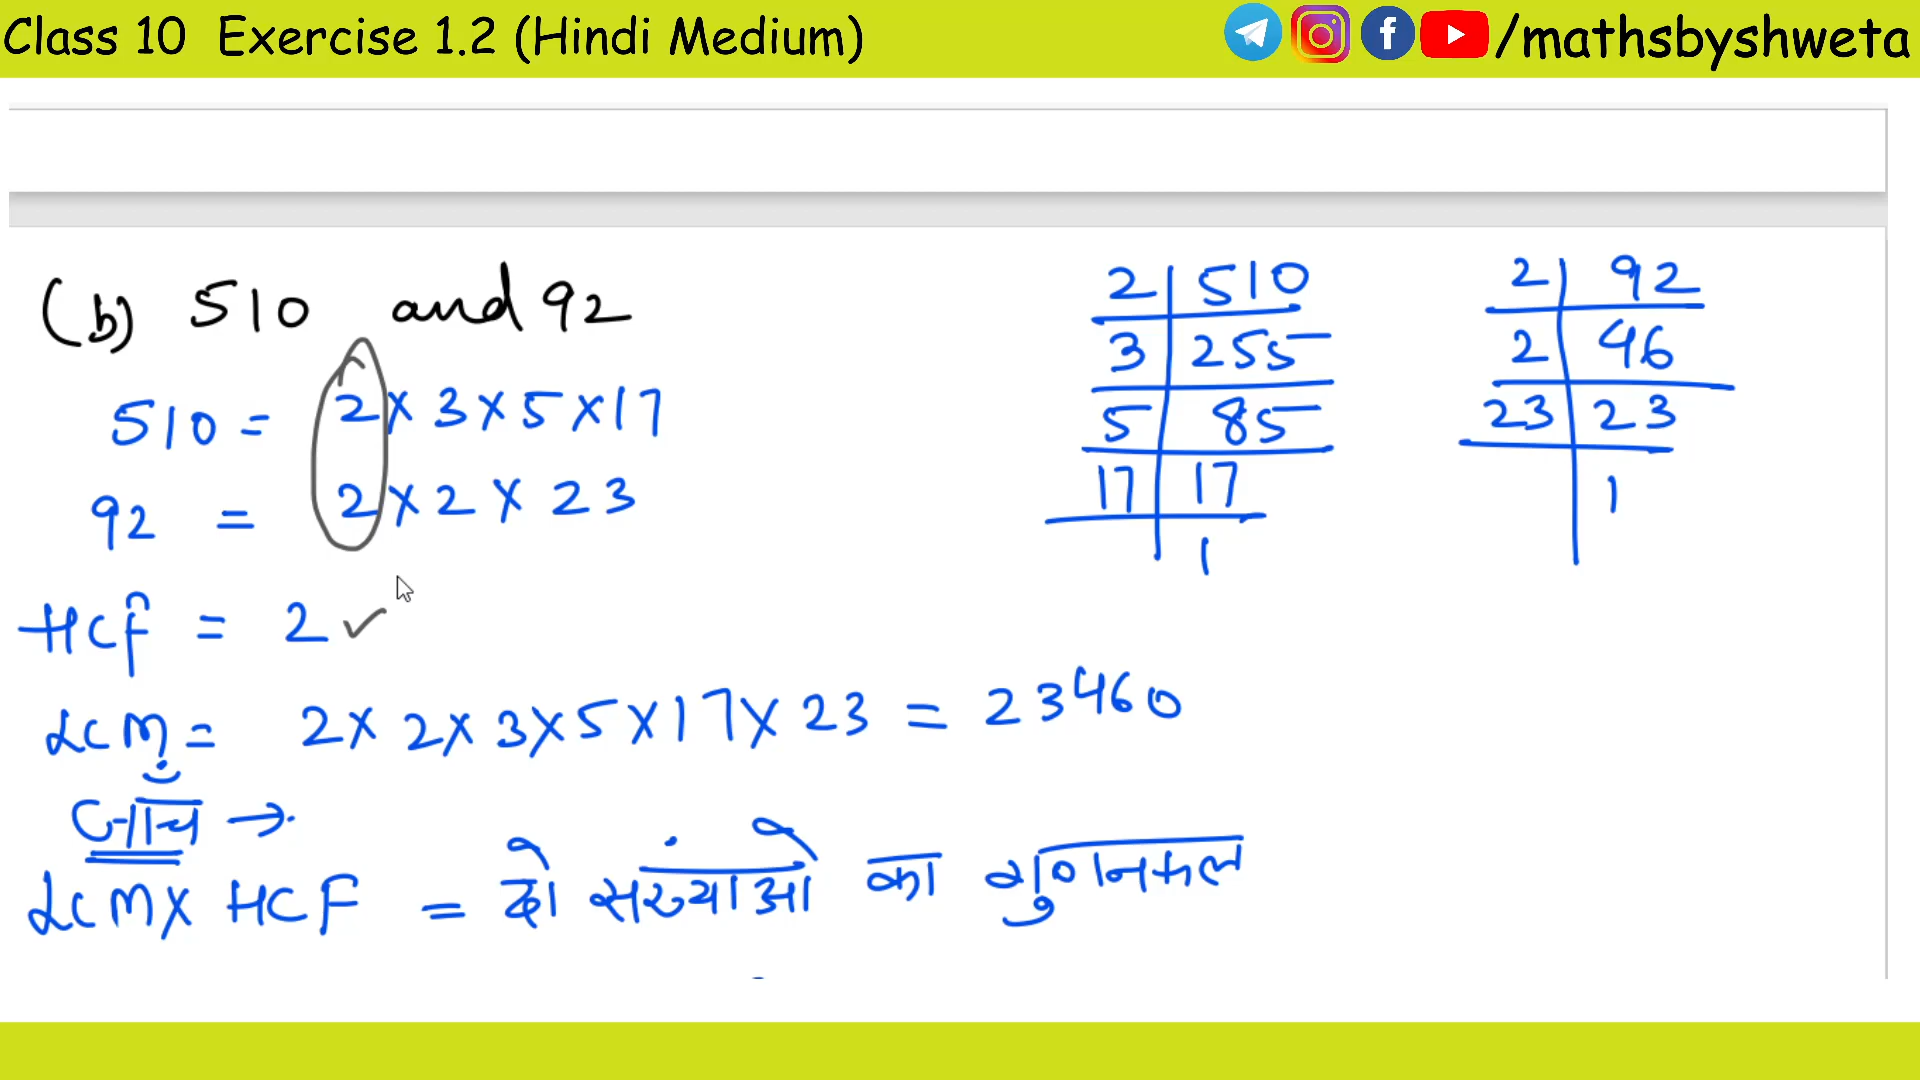 Class 10 Exercise 1.2 (Hindi Medium)
/mathsbyshweta
(b) 510 and 92
510 = 2 × 3 × 5 × 17
92 = 2 × 2 × 23
HCF = 2 ✓
LCM = 2 × 2 × 3 × 5 × 17 × 23 = 23460
जाँच →
LCM × HCF = दो संख्याओं का गुणनफल
2 | 510
3 | 255
5 | 85
17 | 17
1
2 | 92
2 | 46
23 | 23
1